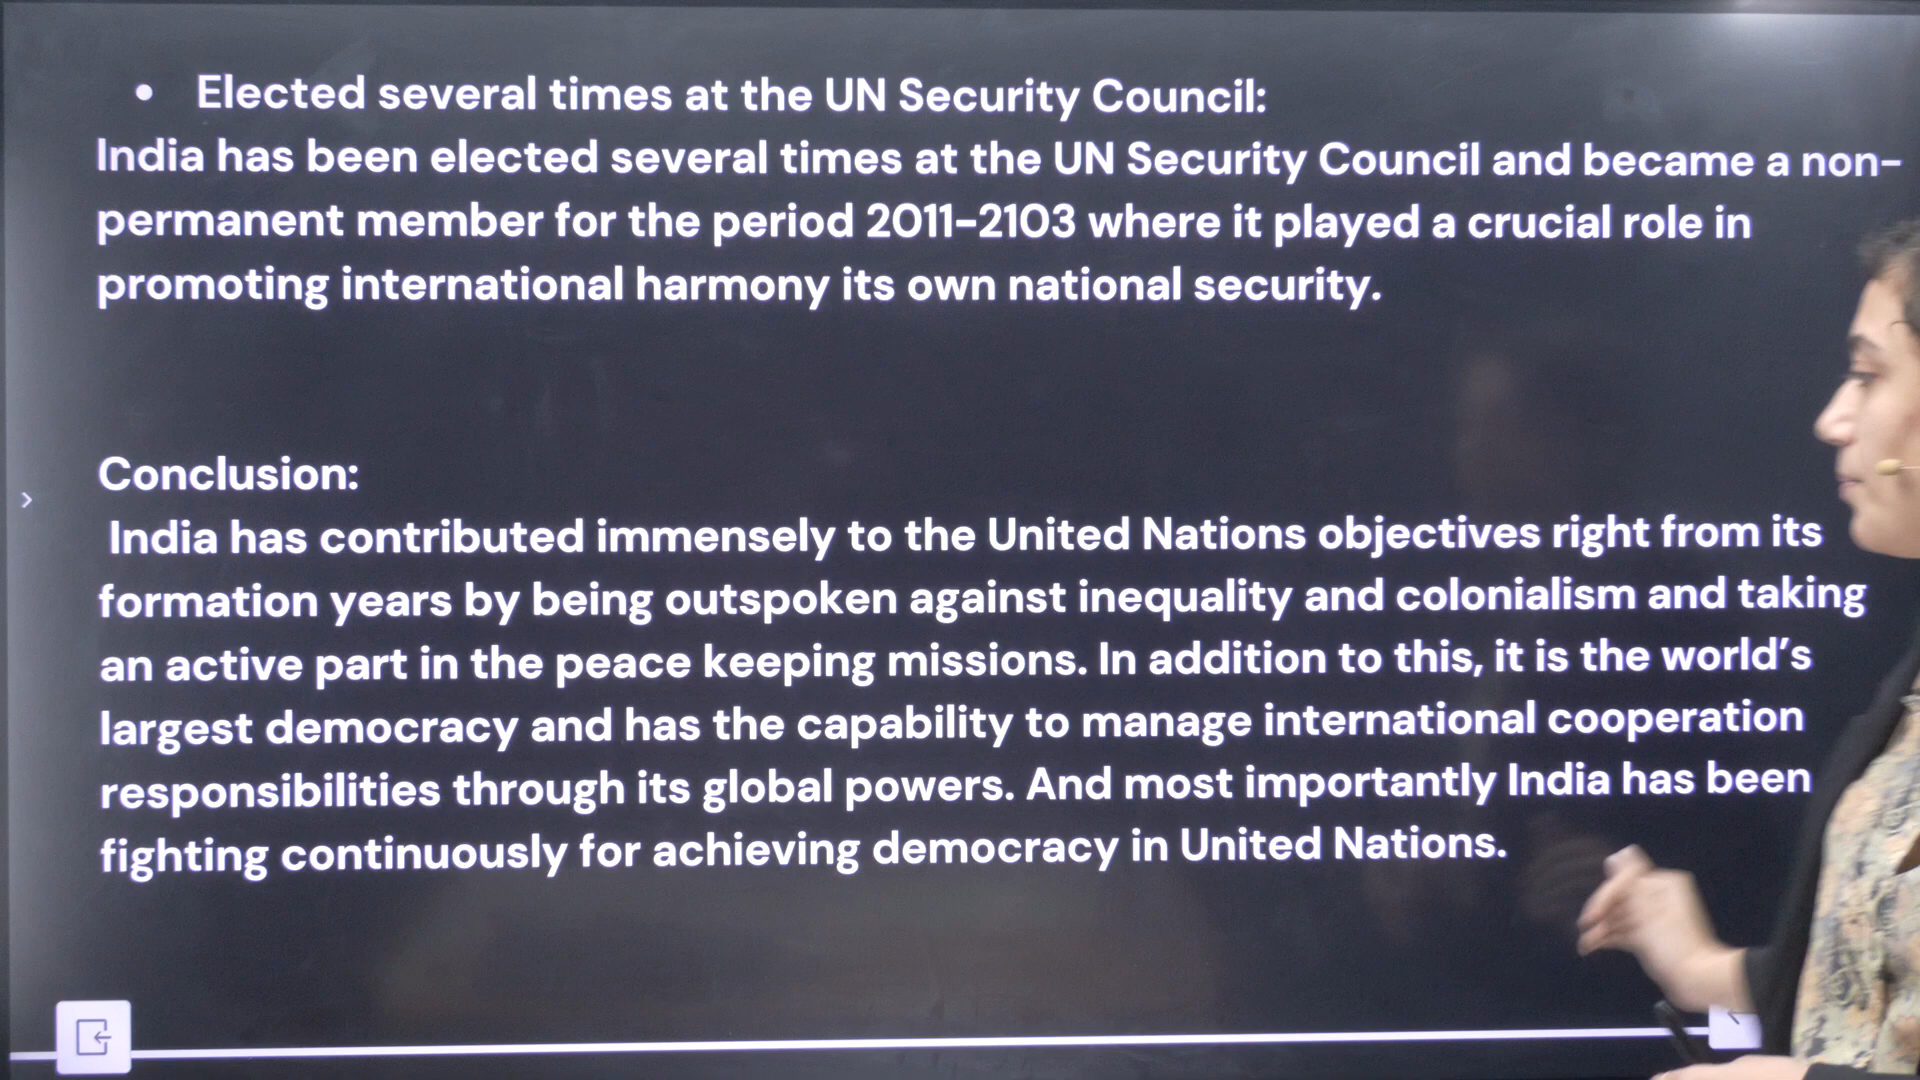 • Elected several times at the UN Security Council:
India has been elected several times at the UN Security Council and became a non-
permanent member for the period 2011-2103 where it played a crucial role in
promoting international harmony its own national security.
Conclusion:
India has contributed immensely to the United Nations objectives right from its
formation years by being outspoken against inequality and colonialism and taking
an active part in the peace keeping missions. In addition to this, it is the world's
largest democracy and has the capability to manage international cooperation
responsibilities through its global powers. And most importantly India has been
fighting continuously for achieving democracy in United Nations.